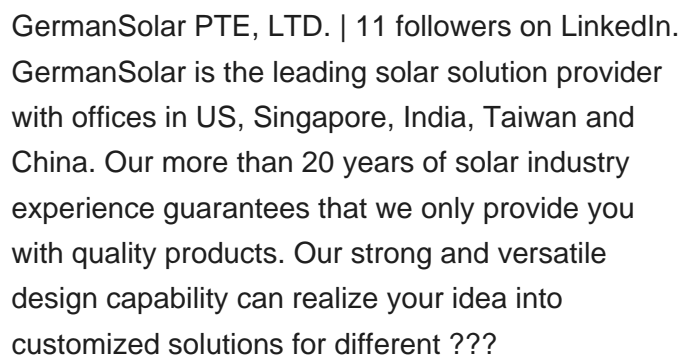 GermanSolar PTE, LTD. | 11 followers on LinkedIn.
GermanSolar is the leading solar solution provider
with offices in US, Singapore, India, Taiwan and
China. Our more than 20 years of solar industry
experience guarantees that we only provide you
with quality products. Our strong and versatile
design capability can realize your idea into
customized solutions for different ???